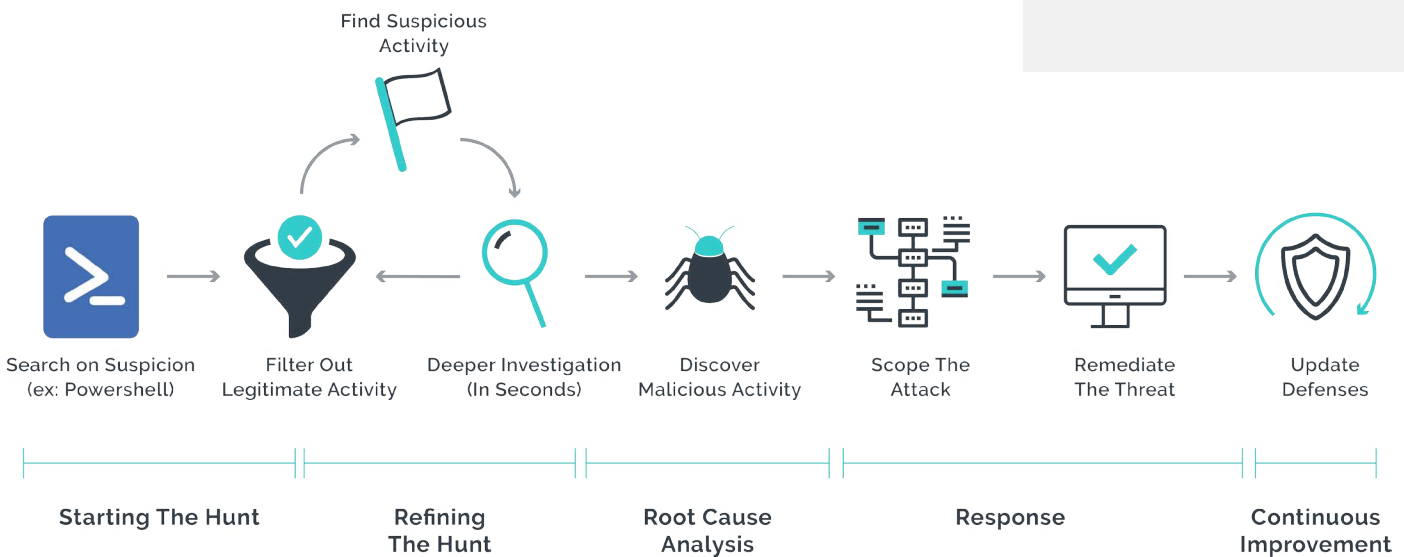 Find Suspicious
Activity
Search on Suspicion
(ex: Powershell)
Filter Out
Legitimate Activity
Deeper Investigation
(In Seconds)
Discover
Malicious Activity
Scope The
Attack
Remediate
The Threat
Update
Defenses
Starting The Hunt
Refining
The Hunt
Root Cause
Analysis
Response
Continuous
Improvement